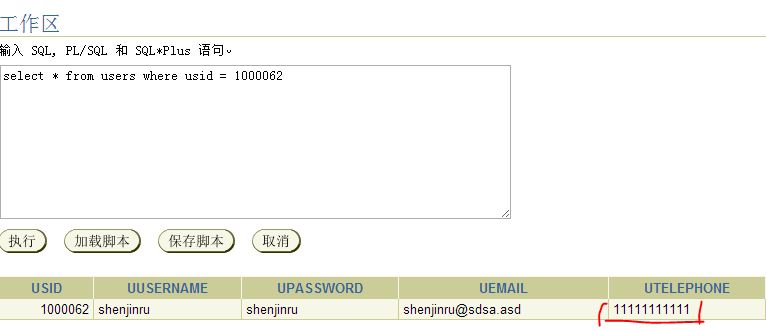 工作区
输入 SQL, PL/SQL 和 SQL*Plus 语句。
select * from users where usid = 1000062
执行 加载脚本 保存脚本 取消
USID UUSERNAME UPASSWORD UEMAIL UTELEPHONE
1000062 shenjinru shenjinru shenjinru@sdsa.asd 11111111111